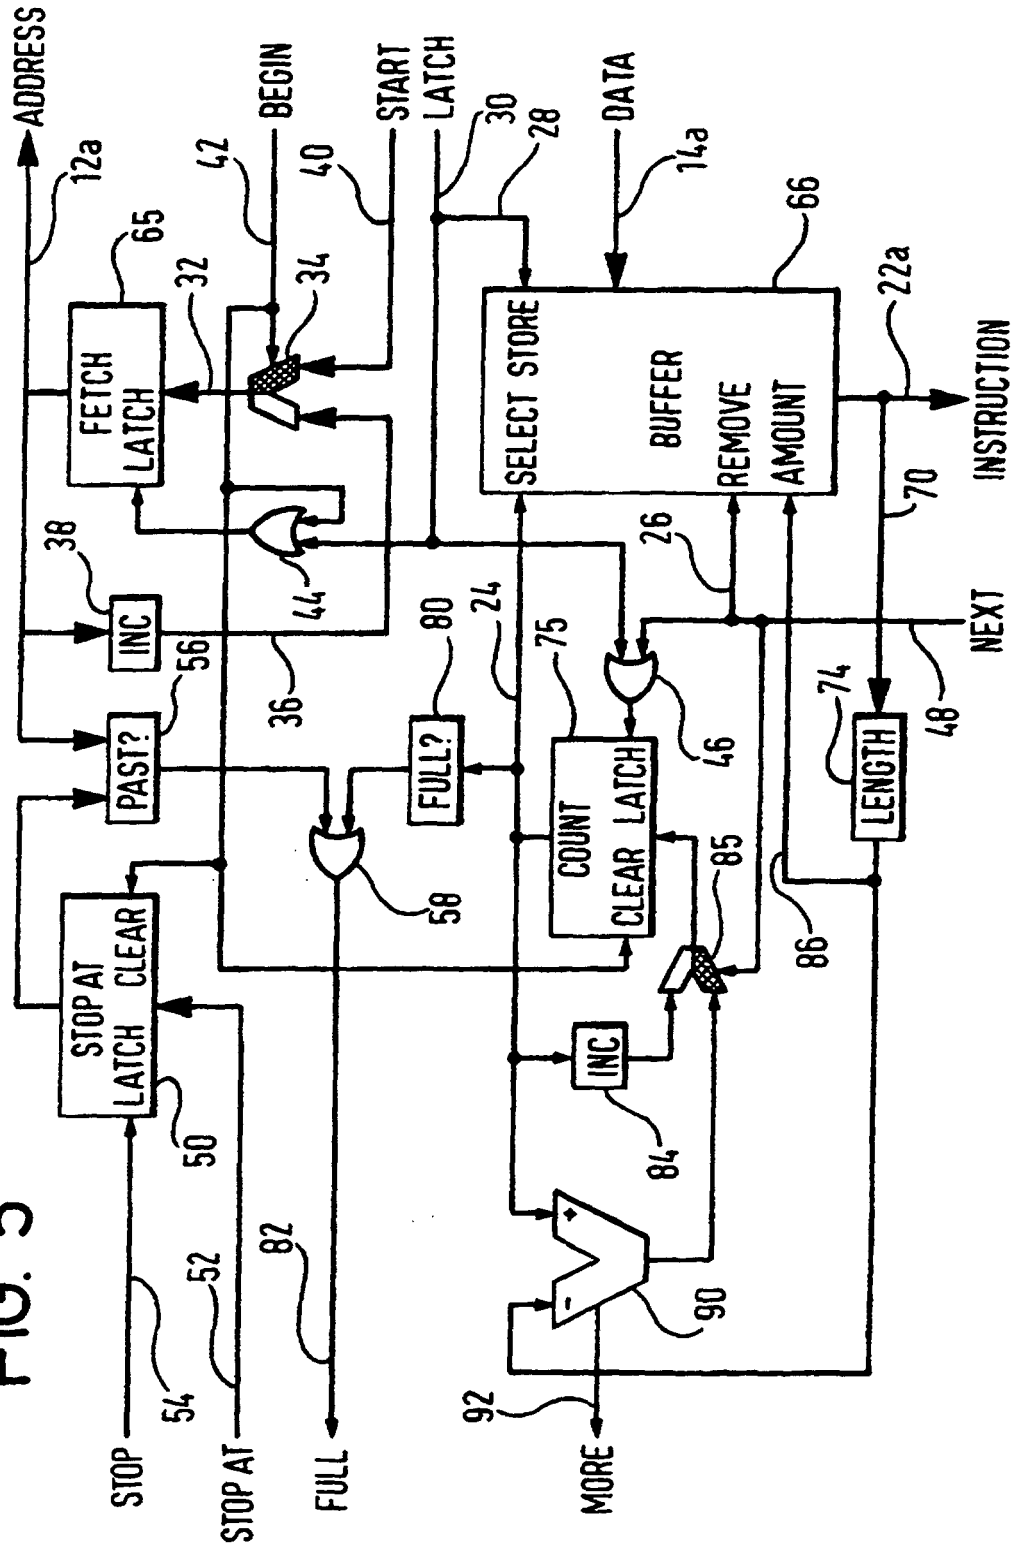 FIG. 5
ADDRESS
12a
STOP
54
STOP AT
52
STOP AT
LATCH CLEAR
50
PAST?
56
INC
38
36
FETCH
LATCH
65
32
34
42
BEGIN
40
START
44
FULL
82
58
FULL?
80
24
LATCH
30
28
DATA
14a
MORE
92
90
INC
84
85
COUNT
CLEAR LATCH
75
46
26
SELECT STORE
BUFFER
REMOVE
AMOUNT
66
86
LENGTH
74
70
48
NEXT
22a
INSTRUCTION